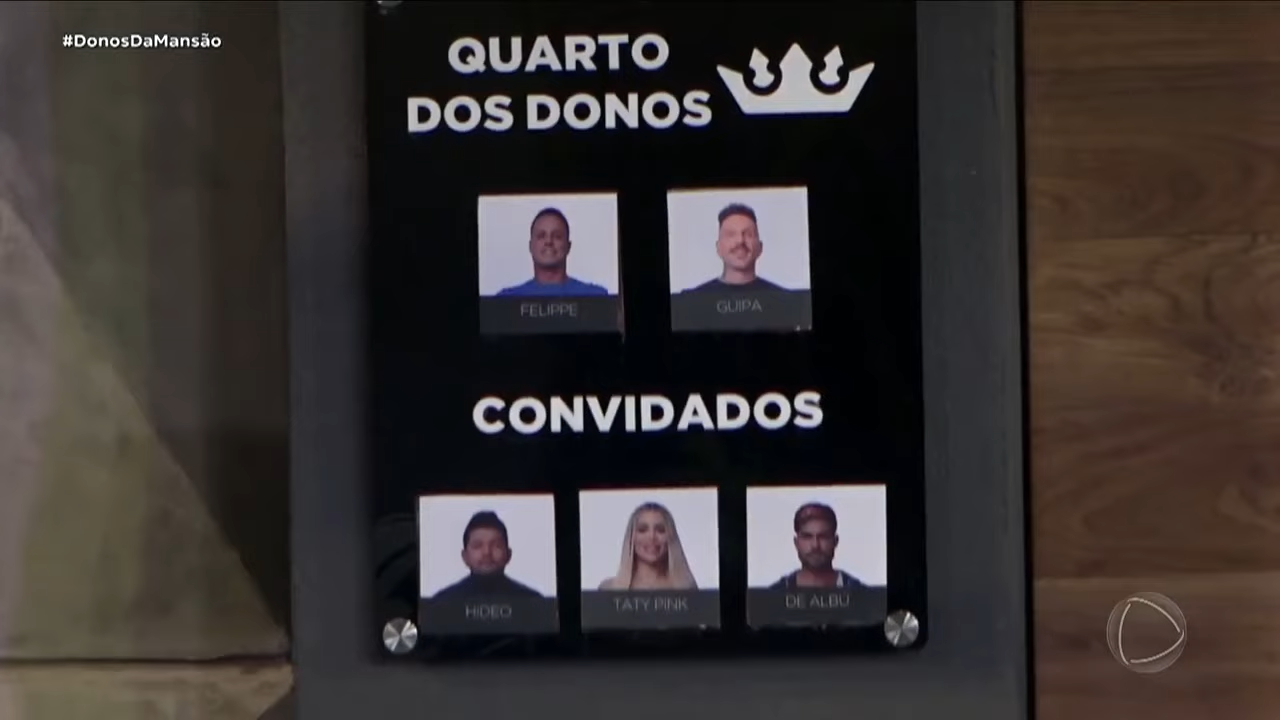 #DonosDaMansão
QUARTO
DOS DONOS
FELIPPE
GUIPA
CONVIDADOS
HIDEO
TATY PINK
DE ALBU